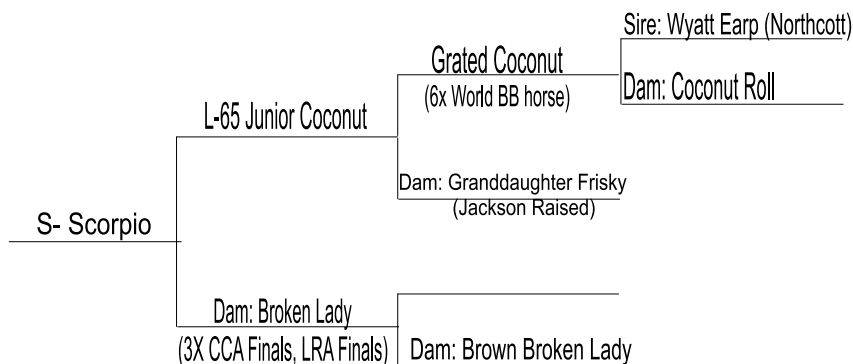 Sire: Wyatt Earp (Northcott)
Grated Coconut
(6x World BB horse)
Dam: Coconut Roll
L-65 Junior Coconut
Dam: Granddaughter Frisky
(Jackson Raised)
S- Scorpio
Dam: Broken Lady
(3X CCA Finals, LRA Finals)
Dam: Brown Broken Lady